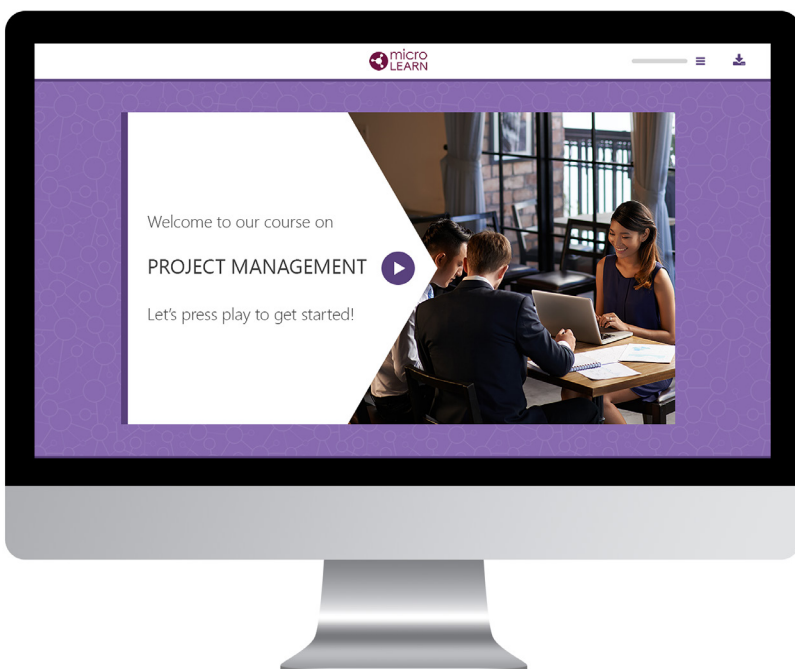 micro
LEARN
Welcome to our course on
PROJECT MANAGEMENT
Let's press play to get started!